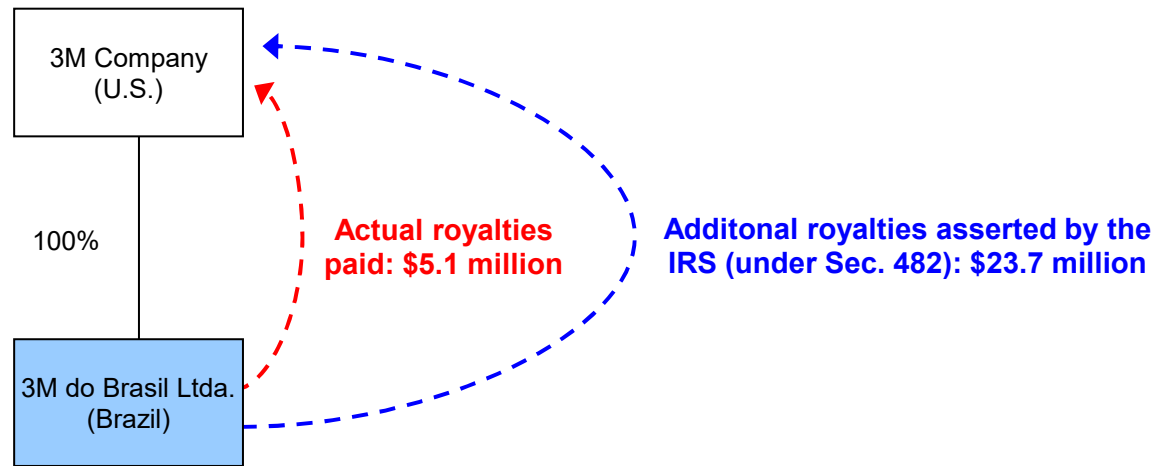 3M Company
(U.S.)
100%
Actual royalties
paid: $5.1 million
Additonal royalties asserted by the
IRS (under Sec. 482): $23.7 million
3M do Brasil Ltda.
(Brazil)